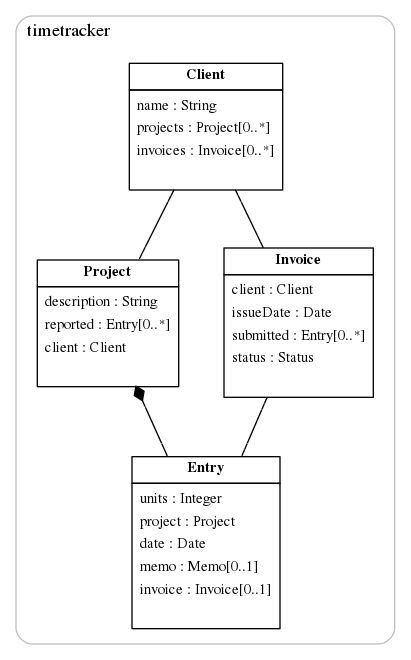 timetracker
Client
name : String
projects : Project[0..*]
invoices : Invoice[0..*]
Project
description : String
reported : Entry[0..*]
client : Client
Invoice
client : Client
issueDate : Date
submitted : Entry[0..*]
status : Status
Entry
units : Integer
project : Project
date : Date
memo : Memo[0..1]
invoice : Invoice[0..1]